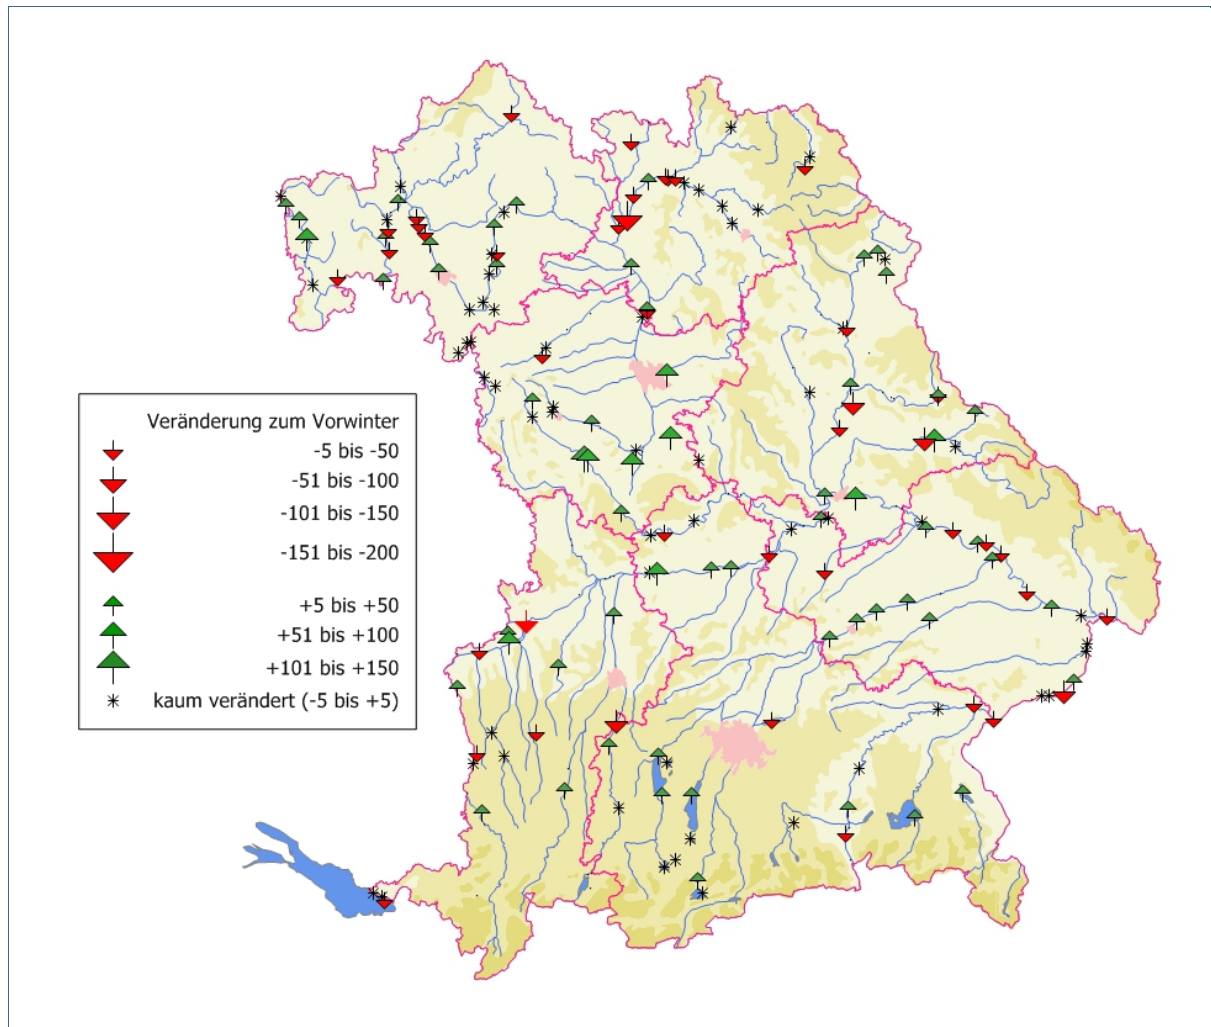 Veränderung zum Vorwinter
-5 bis -50
-51 bis -100
-101 bis -150
-151 bis -200
+5 bis +50
+51 bis +100
+101 bis +150
kaum verändert (-5 bis +5)